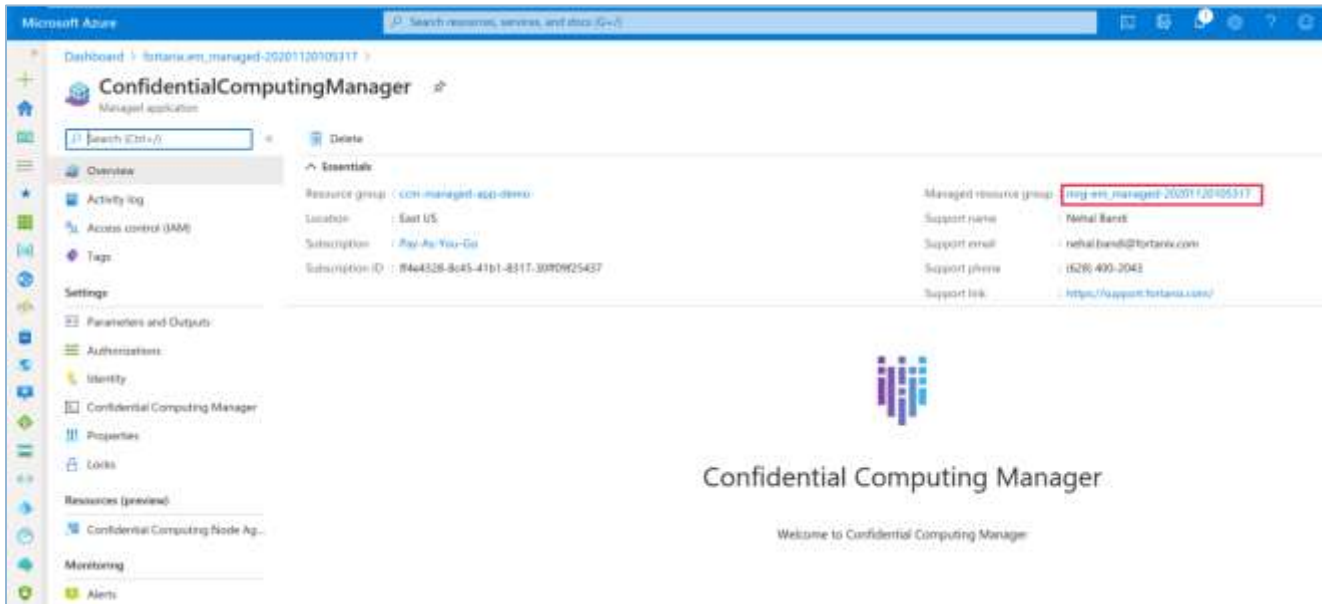 Microsoft Azure
Search resources, services, and docs (G+/)
Dashboard > fortanix.em_managed-20201120105317 >
ConfidentialComputingManager
Managed application
Search (Ctrl+/)
Delete
Overview
Essentials
Activity log
Resource group : ccm-managed-app-demo
Managed resource group : mrg-em_managed-20201120105317
Access control (IAM)
Location : East US
Support name : Nehal Bandi
Tags
Subscription : Pay-As-You-Go
Support email : nehal.bandi@fortanix.com
Subscription ID : ff4e4328-8c45-41b1-8317-30ff09f25437
Support phone : (628) 400-2043
Settings
Support link : https://support.fortanix.com/
Parameters and Outputs
Authorizations
Identity
Confidential Computing Manager
Properties
Locks
Confidential Computing Manager
Resources (preview)
Confidential Computing Node Ag...
Welcome to Confidential Computing Manager
Monitoring
Alerts